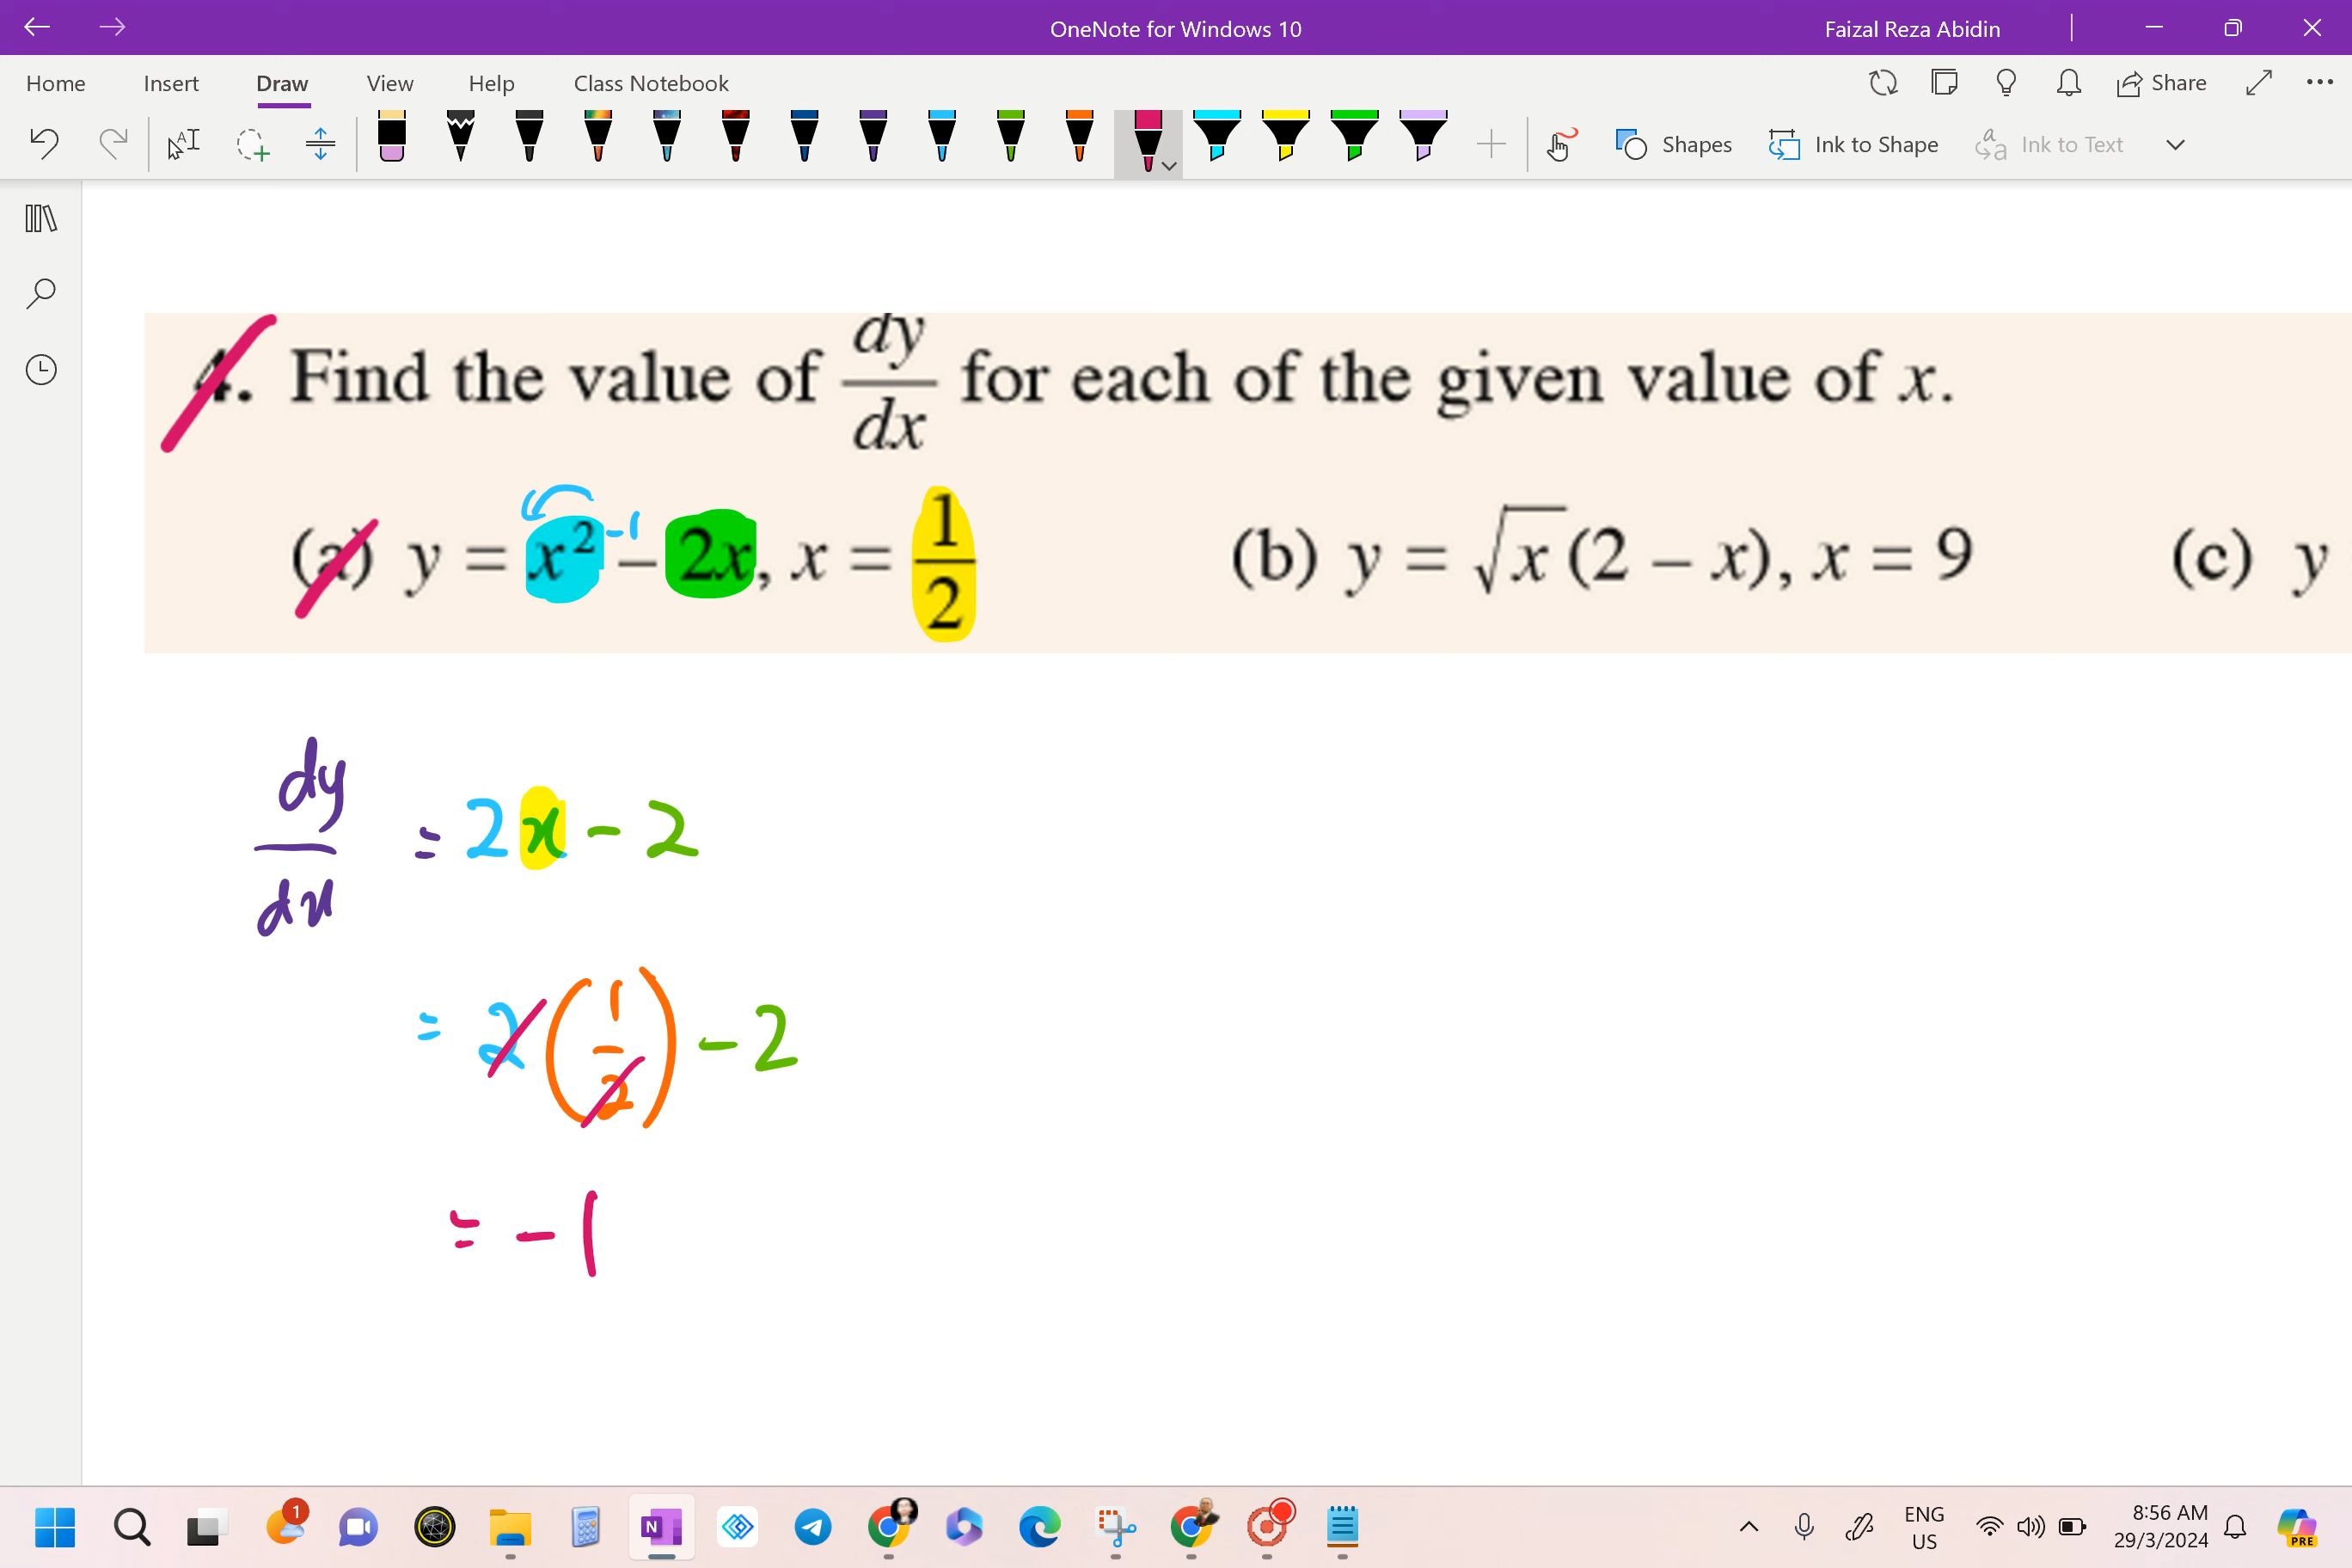 OneNote for Windows 10
Faizal Reza Abidin
Home Insert Draw View Help Class Notebook Share
Shapes Ink to Shape Ink to Text
4. Find the value of dy/dx for each of the given value of x.
(a) y = x² -1 – 2x, x = 1/2 (b) y = √x(2 – x), x = 9 (c) y
dy/dx = 2x - 2
= 2(1/2) - 2
= -1
1
N
ENG
US
8:56 AM
29/3/2024
PRE